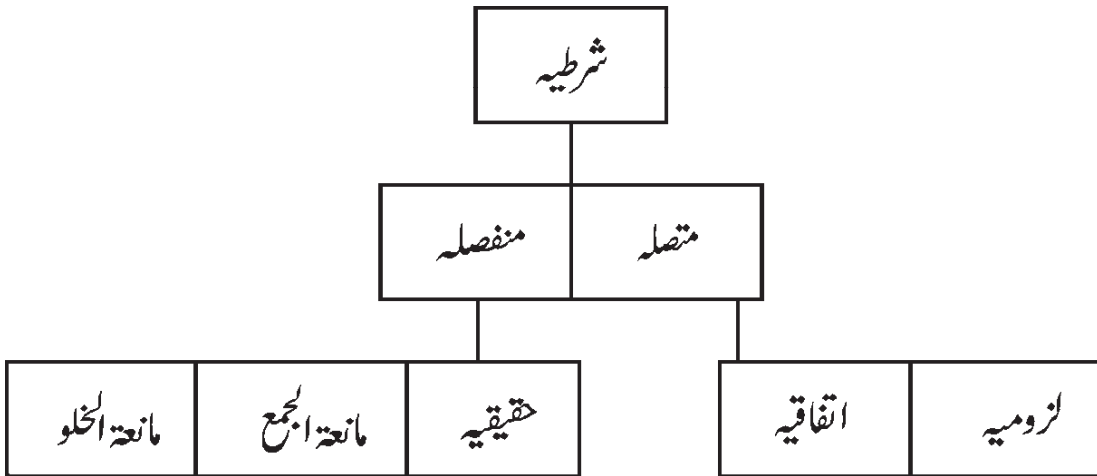 شرطیہ
متصلہ
منفصلہ
لزومیہ
اتفاقیہ
حقیقیہ
مانعۃ الجمع
مانعۃ الخلو